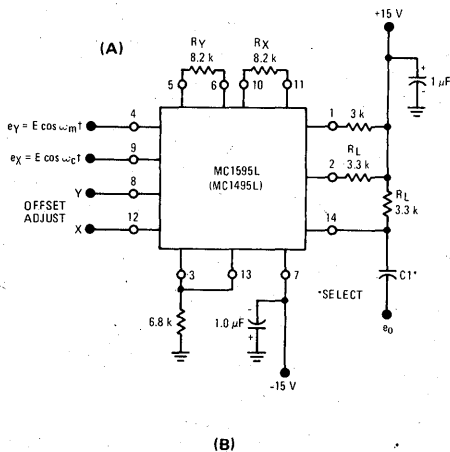 (A)
+15 V
RY
8.2 k
RX
8.2 k
5
6
10
11
+
1 μF
-
eY = E cos ωmt
4
1
3 k
eX = E cos ωct
9
MC1595L
(MC1495L)
2
RL
3.3 k
Y
8
OFFSET
ADJUST
RL
3.3 k
X
12
14
3
13
7
*SELECT
C1*
6.8 k
1.0 μF
-
+
eo
-15 V
(B)